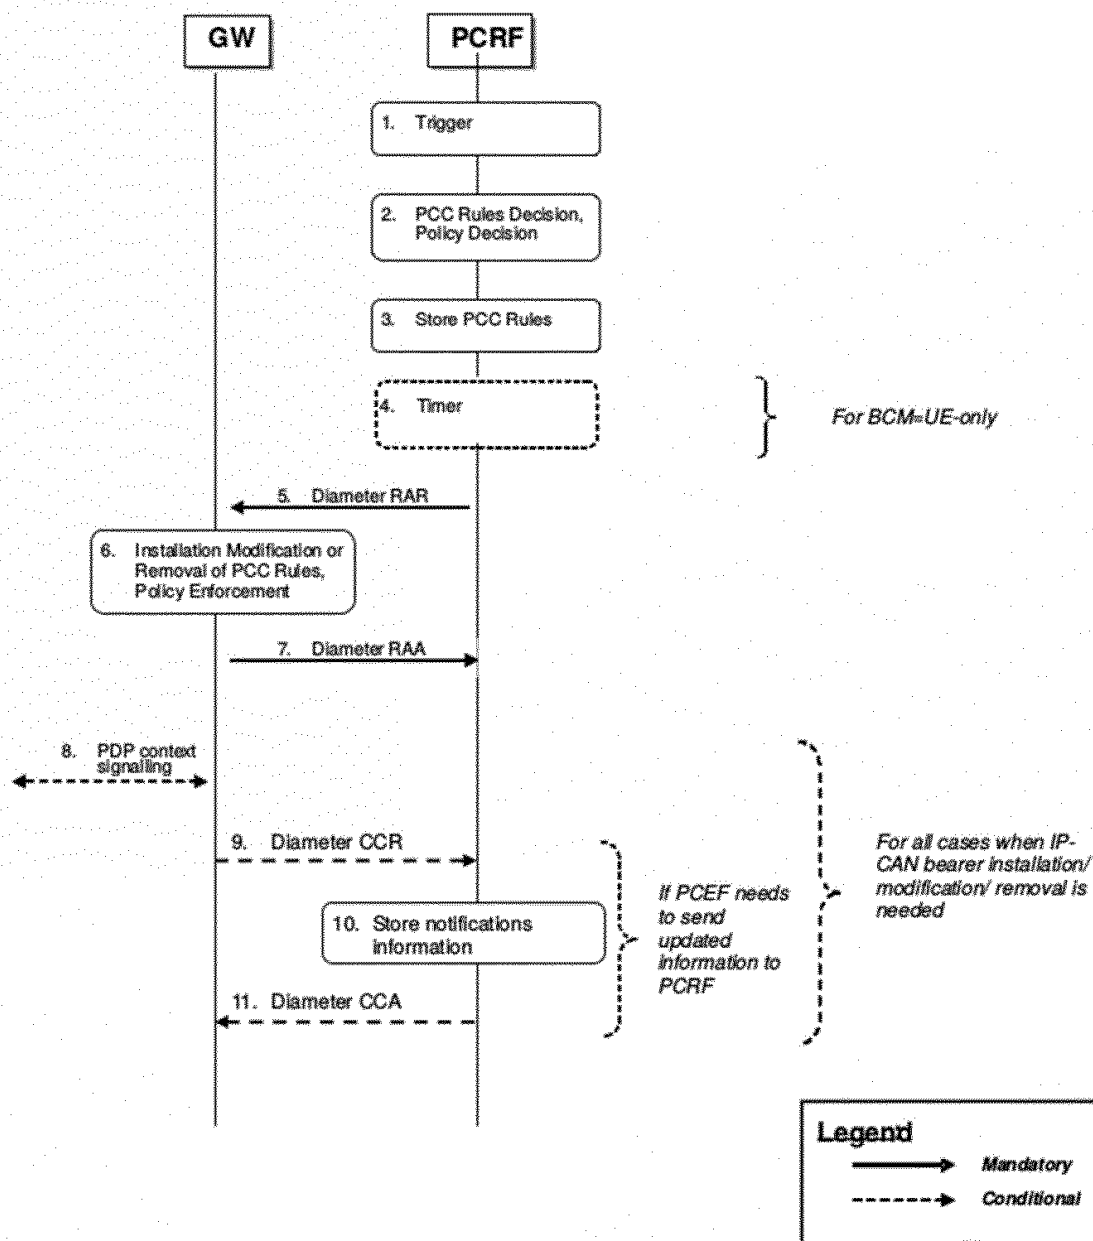 GW
PCRF
1. Trigger
2. PCC Rules Decision,
Policy Decision
3. Store PCC Rules
4. Timer
For BCM=UE-only
5. Diameter RAR
6. Installation Modification or
Removal of PCC Rules,
Policy Enforcement
7. Diameter RAA
8. PDP context
signalling
9. Diameter CCR
10. Store notifications
information
11. Diameter CCA
If PCEF needs
to send
updated
information to
PCRF
For all cases when IP-
CAN bearer installation/
modification/ removal is
needed
Legend
Mandatory
Conditional